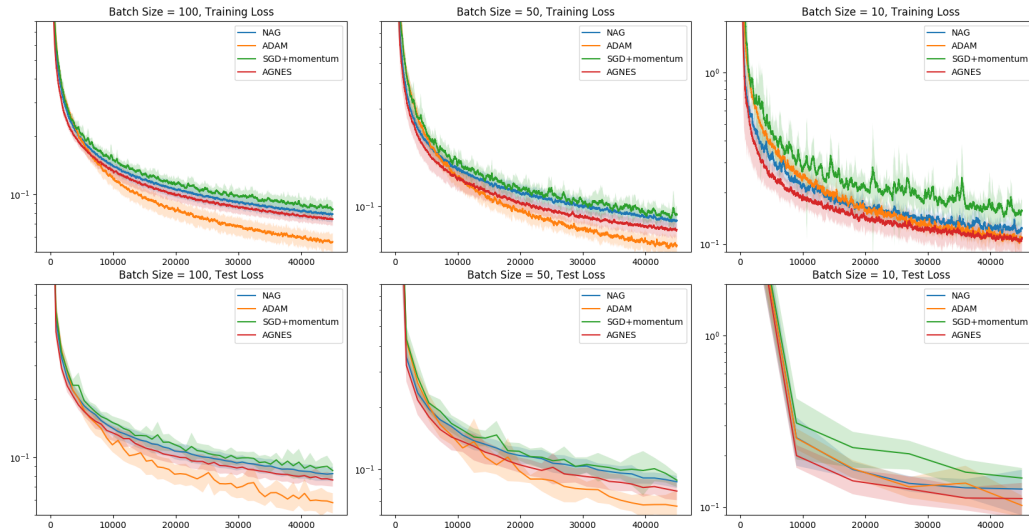 Batch Size = 100, Training Loss
NAG
ADAM
SGD+momentum
AGNES
10⁻¹
0 10000 20000 30000 40000
Batch Size = 50, Training Loss
NAG
ADAM
SGD+momentum
AGNES
10⁻¹
0 10000 20000 30000 40000
Batch Size = 10, Training Loss
NAG
ADAM
SGD+momentum
AGNES
10⁰
10⁻¹
0 10000 20000 30000 40000
Batch Size = 100, Test Loss
NAG
ADAM
SGD+momentum
AGNES
10⁻¹
0 10000 20000 30000 40000
Batch Size = 50, Test Loss
NAG
ADAM
SGD+momentum
AGNES
10⁻¹
0 10000 20000 30000 40000
Batch Size = 10, Test Loss
NAG
ADAM
SGD+momentum
AGNES
10⁰
10⁻¹
0 10000 20000 30000 40000